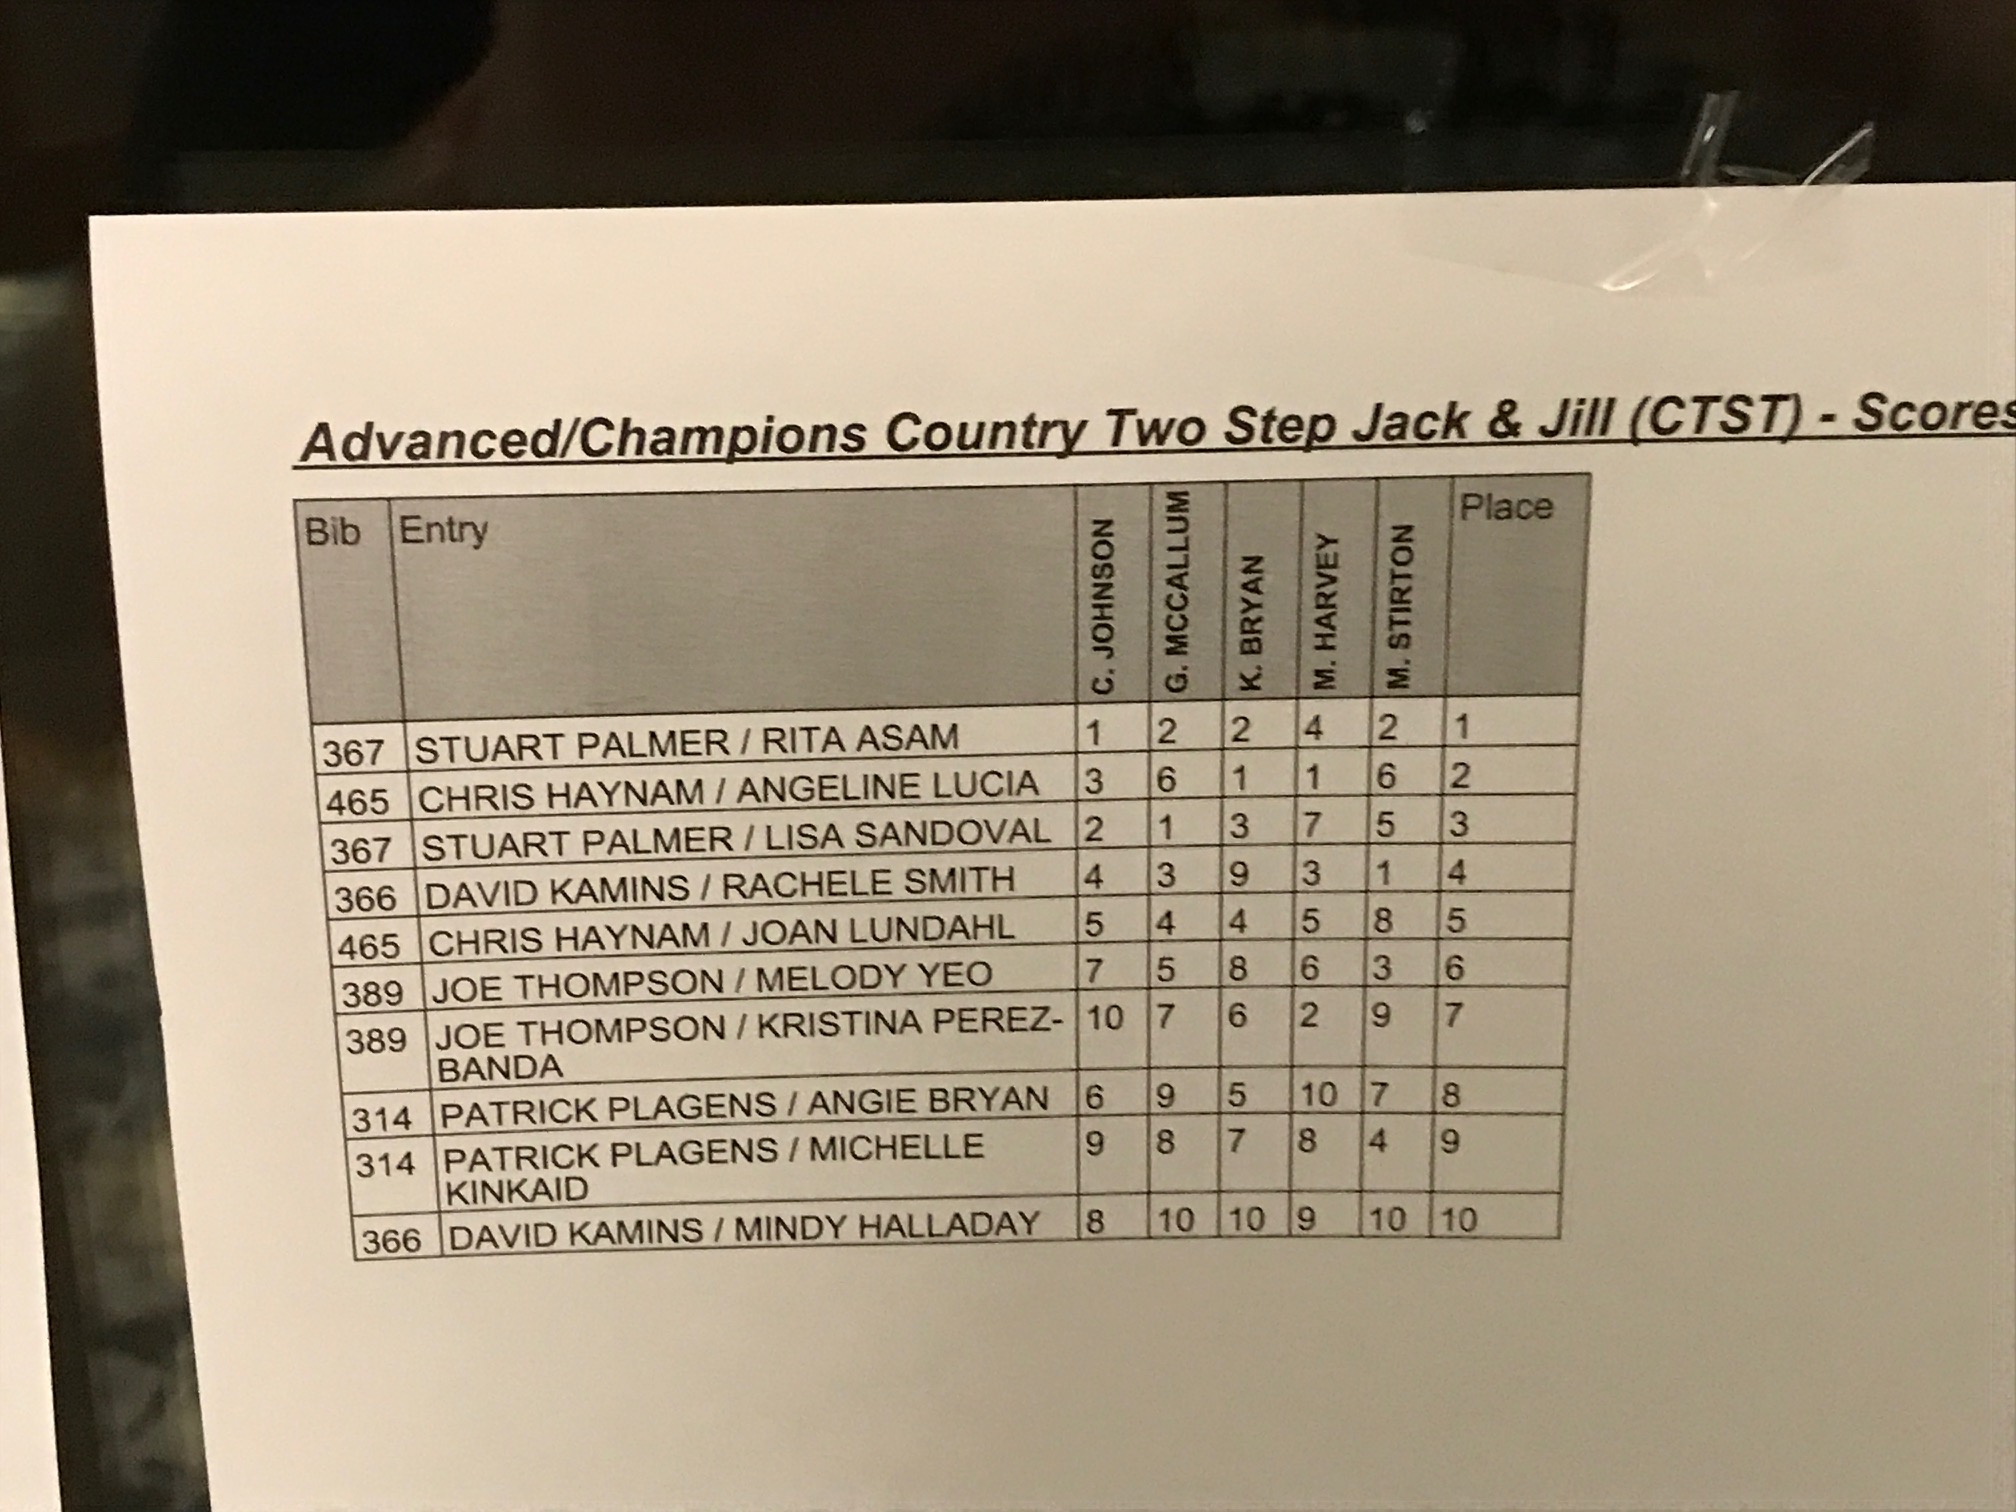 Advanced/Champions Country Two Step Jack & Jill (CTST) - Scores
Bib Entry C. JOHNSON G. MCCALLUM K. BRYAN M. HARVEY M. STIRTON Place
367 STUART PALMER / RITA ASAM 1 2 2 4 2 1
465 CHRIS HAYNAM / ANGELINE LUCIA 3 6 1 1 6 2
367 STUART PALMER / LISA SANDOVAL 2 1 3 7 5 3
366 DAVID KAMINS / RACHELE SMITH 4 3 9 3 1 4
465 CHRIS HAYNAM / JOAN LUNDAHL 5 4 4 5 8 5
389 JOE THOMPSON / MELODY YEO 7 5 8 6 3 6
389 JOE THOMPSON / KRISTINA PEREZ- 10 7 6 2 9 7
BANDA
314 PATRICK PLAGENS / ANGIE BRYAN 6 9 5 10 7 8
314 PATRICK PLAGENS / MICHELLE 9 8 7 8 4 9
KINKAID
366 DAVID KAMINS / MINDY HALLADAY 8 10 10 9 10 10